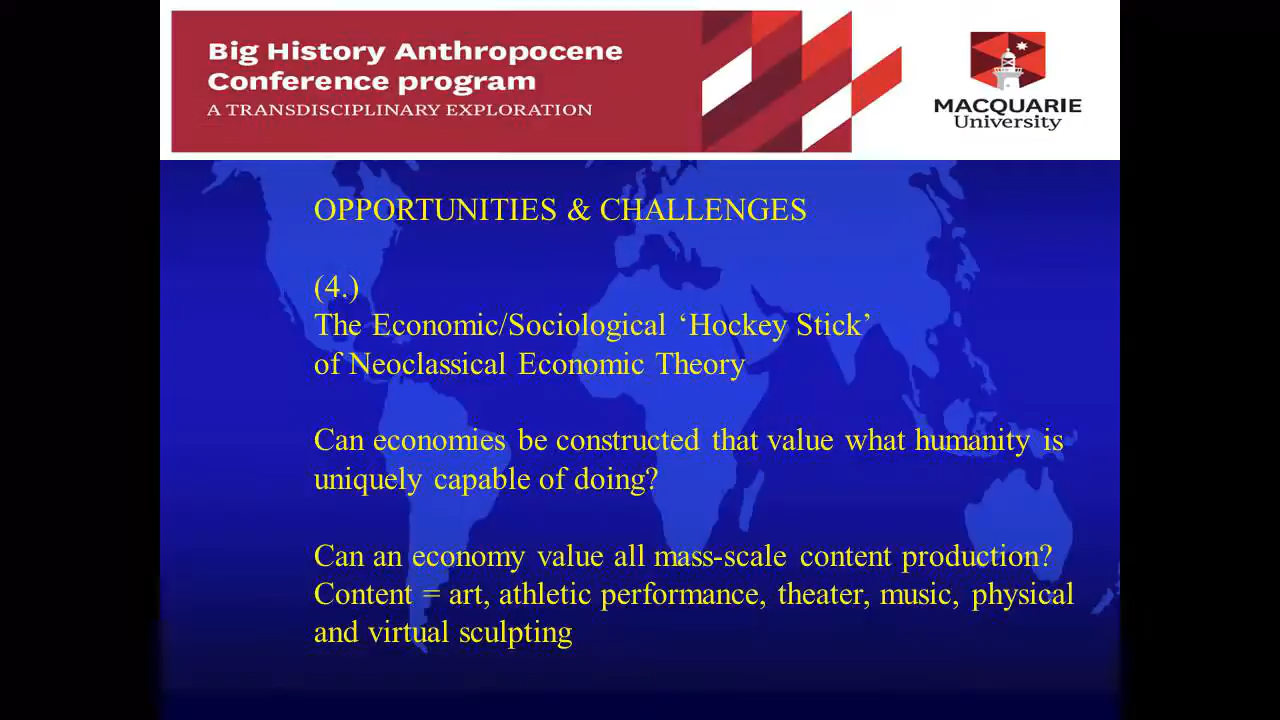 Big History Anthropocene
Conference program
A TRANSDISCIPLINARY EXPLORATION
MACQUARIE
University
OPPORTUNITIES & CHALLENGES
(4.)
The Economic/Sociological ‘Hockey Stick’
of Neoclassical Economic Theory
Can economies be constructed that value what humanity is
uniquely capable of doing?
Can an economy value all mass-scale content production?
Content = art, athletic performance, theater, music, physical
and virtual sculpting